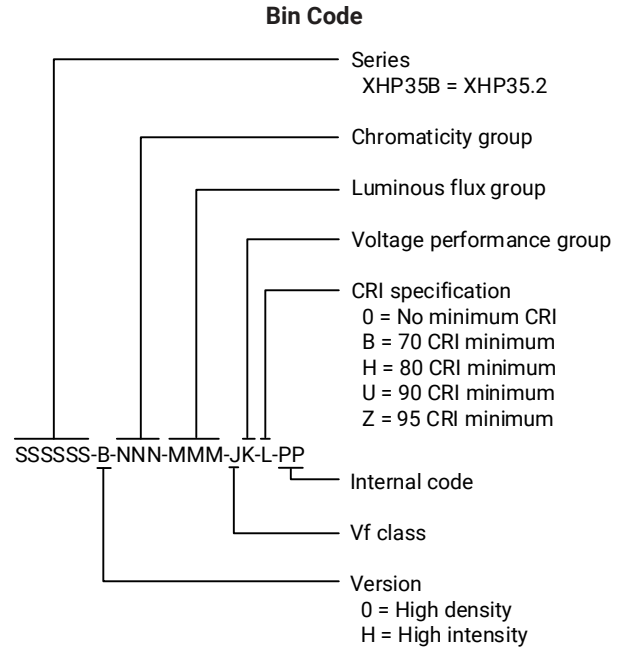 Bin Code
Series
XHP35B = XHP35.2
Chromaticity group
Luminous flux group
Voltage performance group
CRI specification
0 = No minimum CRI
B = 70 CRI minimum
H = 80 CRI minimum
U = 90 CRI minimum
Z = 95 CRI minimum
SSSSSS-B-NNN-MMM-JK-L-PP
Internal code
Vf class
Version
0 = High density
H = High intensity